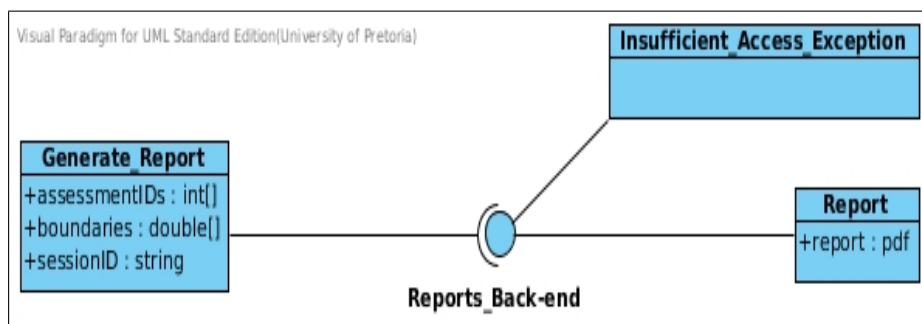 Visual Paradigm for UML Standard Edition(University of Pretoria)
Insufficient_Access_Exception
Generate_Report
+assessmentIDs : int[]
+boundaries : double[]
+sessionID : string
Report
+report : pdf
Reports_Back-end